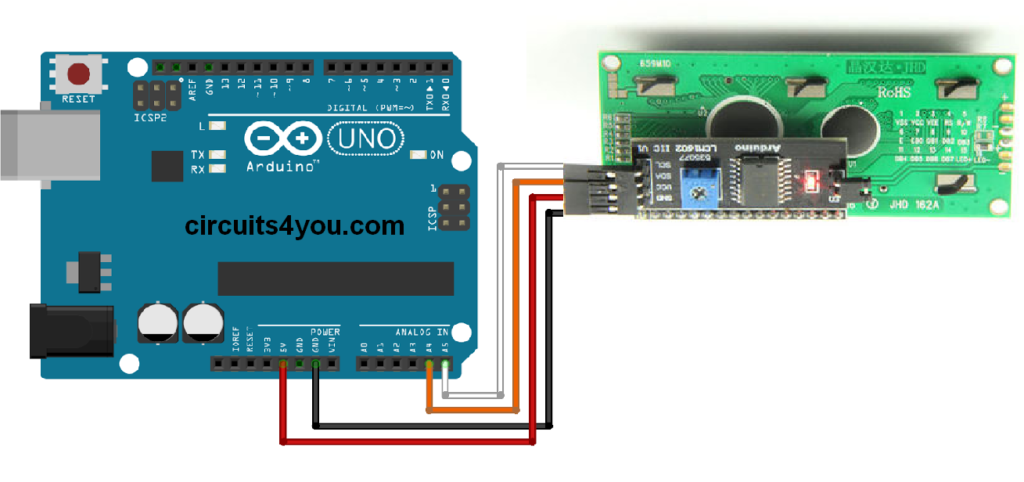 RESET
ICSP2
AREF
GND
13
12
~11
~10
~9
8
7
~6
~5
4
~3
2
TX0▶1
RX0◀0
DIGITAL (PWM=~)
L
TX
RX
UNO
Arduino™
ON
1
ICSP
circuits4you.com
IOREF
RESET
3V3
5V
GND
GND
VIN
POWER
ANALOG IN
A0
A1
A2
A3
A4
A5
RoHS
Arduino
LCM1602 IIC V1
SCL
SDA
VCC
GND
JHD 162A